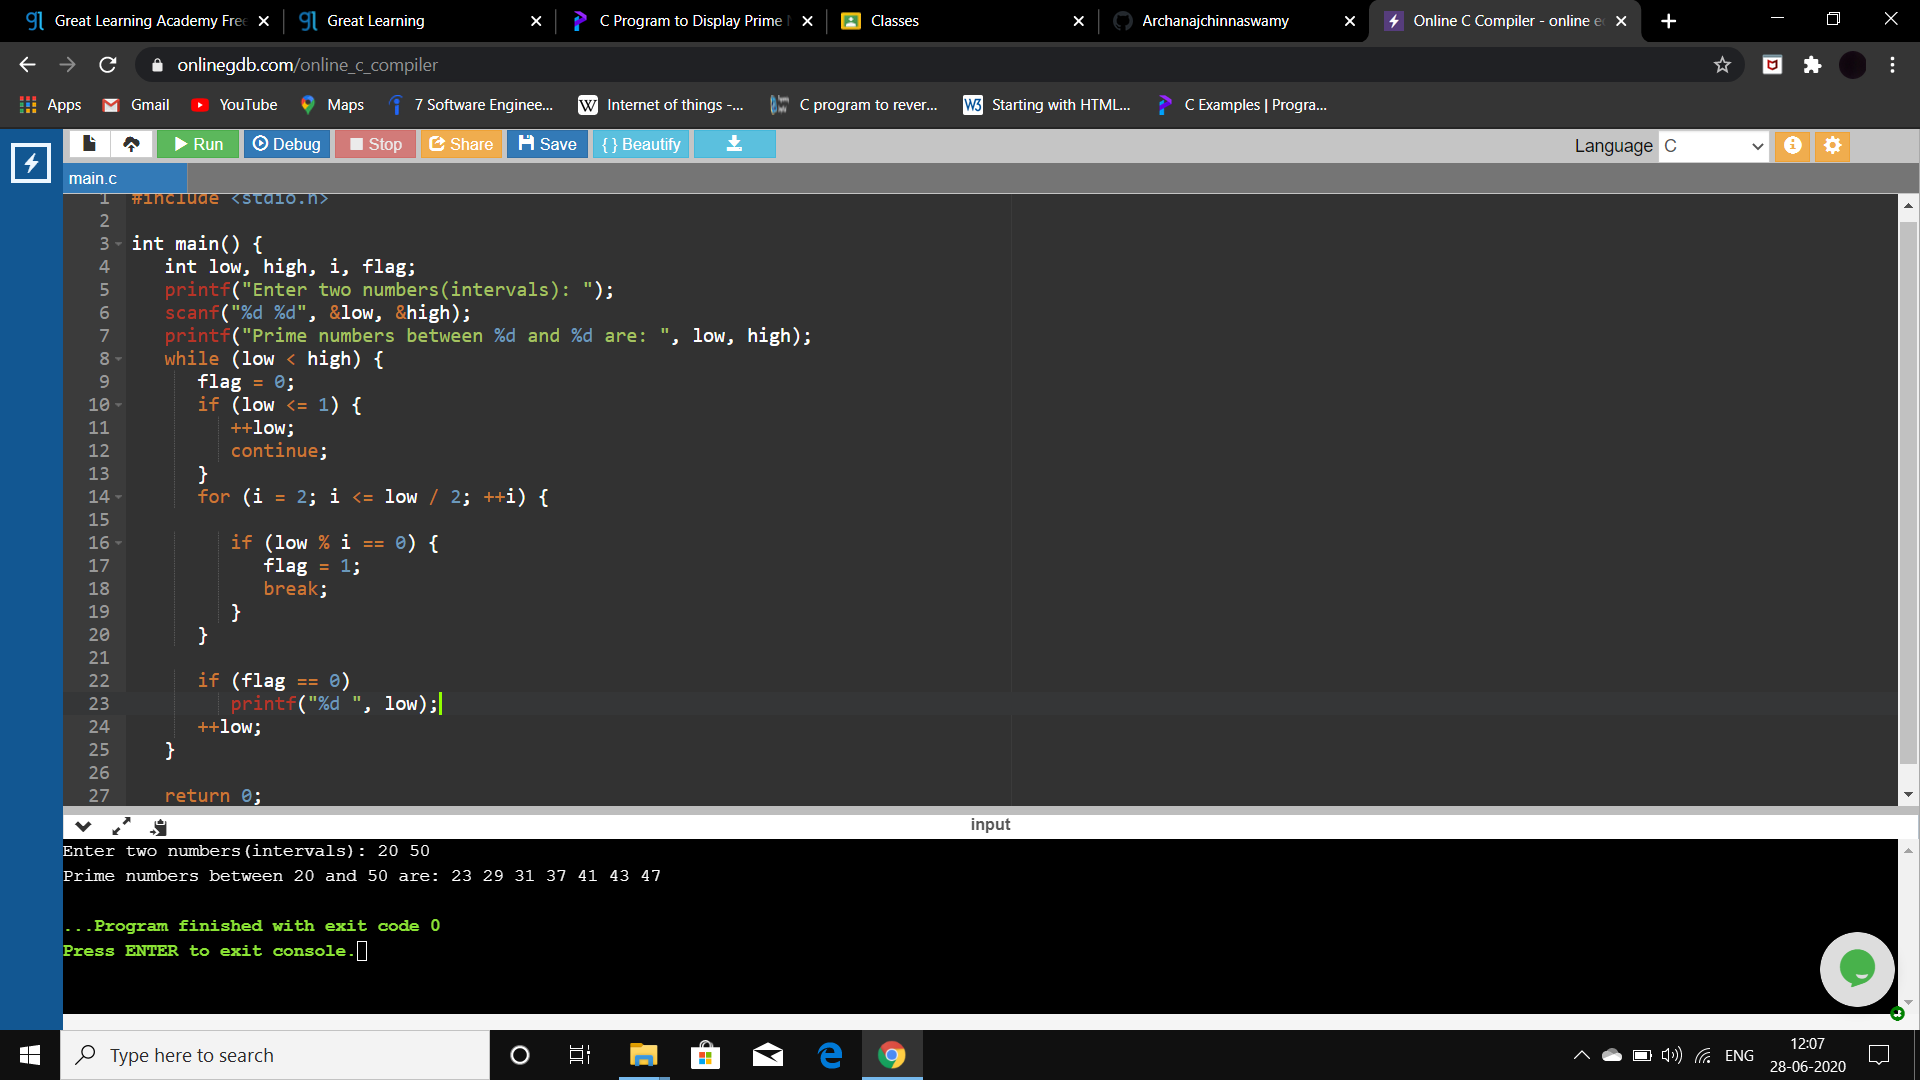 Great Learning Academy Free
Great Learning
C Program to Display Prime N
Classes
Archanajchinnaswamy
Online C Compiler - online e
onlinegdb.com/online_c_compiler
Apps
Gmail
YouTube
Maps
7 Software Enginee...
Internet of things -...
C program to rever...
Starting with HTML...
C Examples | Progra...
Run
Debug
Stop
Share
Save
{ } Beautify
Language C
main.c
1 #include <stdio.h>
2
3 int main() {
4 int low, high, i, flag;
5 printf("Enter two numbers(intervals): ");
6 scanf("%d %d", &low, &high);
7 printf("Prime numbers between %d and %d are: ", low, high);
8 while (low < high) {
9 flag = 0;
10 if (low <= 1) {
11 ++low;
12 continue;
13 }
14 for (i = 2; i <= low / 2; ++i) {
15
16 if (low % i == 0) {
17 flag = 1;
18 break;
19 }
20 }
21
22 if (flag == 0)
23 printf("%d ", low);
24 ++low;
25 }
26
27 return 0;
input
Enter two numbers(intervals): 20 50
Prime numbers between 20 and 50 are: 23 29 31 37 41 43 47
...Program finished with exit code 0
Press ENTER to exit console.
Type here to search
ENG
12:07
28-06-2020